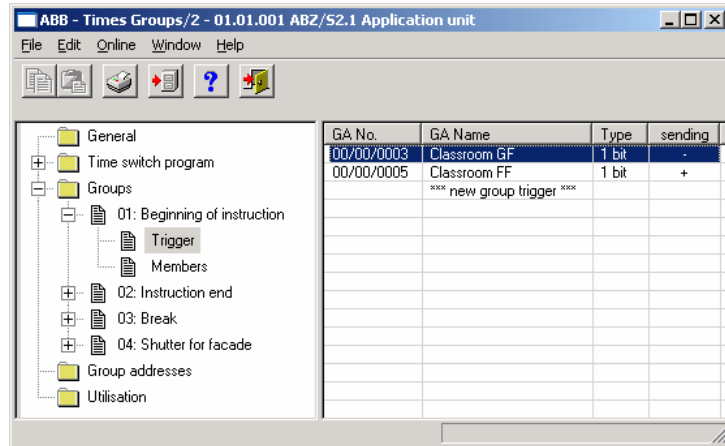 ABB - Times Groups/2 - 01.01.001 ABZ/S2.1 Application unit
File Edit Online Window Help
General
Time switch program
Groups
01: Beginning of instruction
Trigger
Members
02: Instruction end
03: Break
04: Shutter for facade
Group addresses
Utilisation
GA No. GA Name Type sending
00/00/0003 Classroom GF 1 bit -
00/00/0005 Classroom FF 1 bit +
*** new group trigger ***